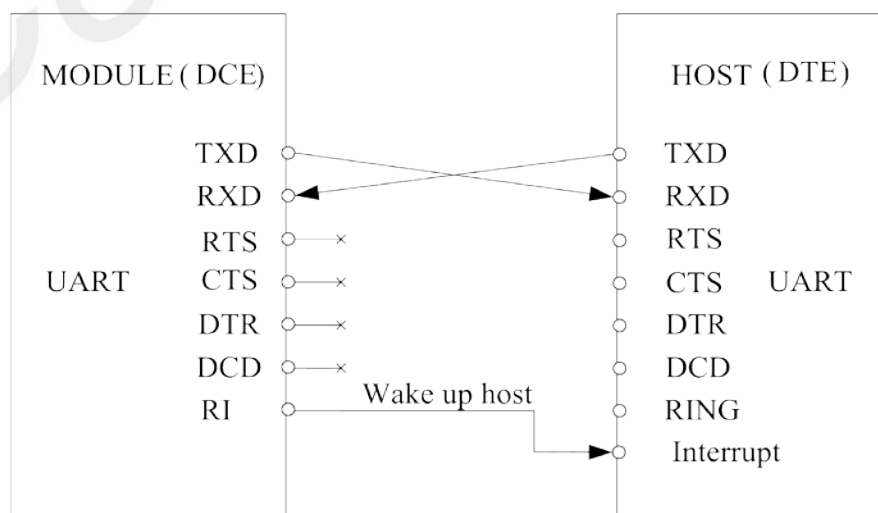 MODULE ( DCE)
HOST ( DTE)
TXD
RXD
RTS
CTS
DTR
DCD
RI
UART
Wake up host
TXD
RXD
RTS
CTS
DTR
DCD
RING
Interrupt
UART